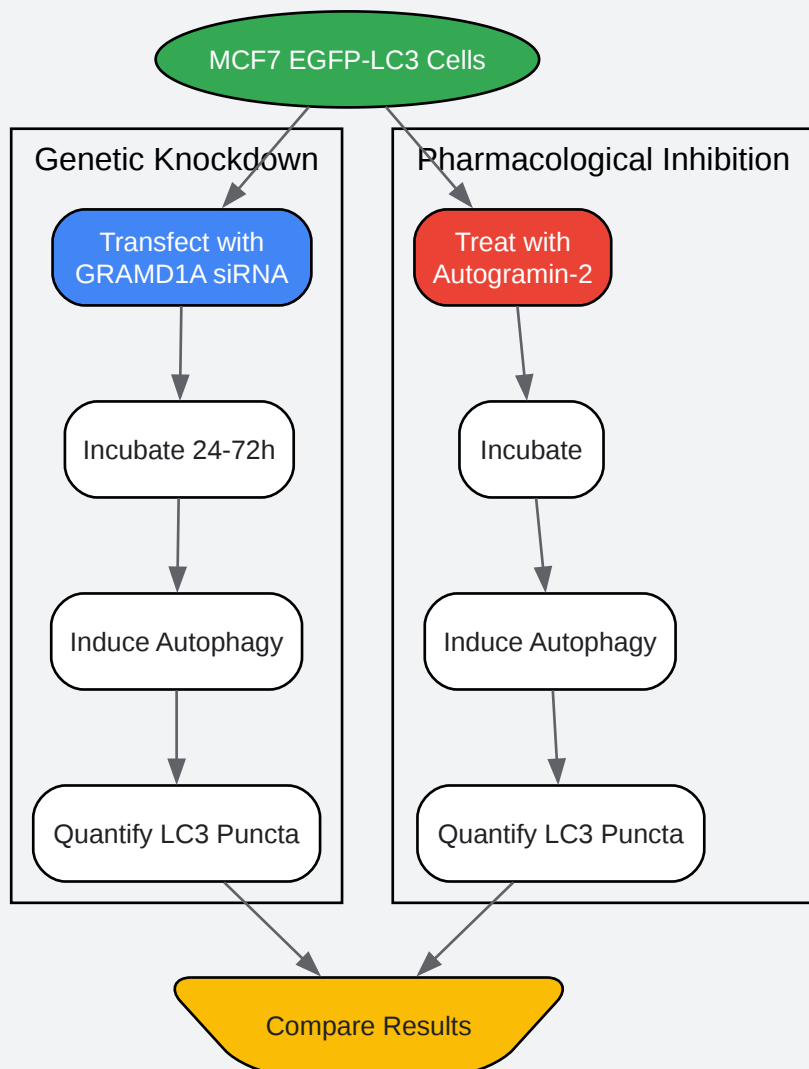 MCF7 EGFP-LC3 Cells
Genetic Knockdown
Transfect with
GRAMD1A siRNA
Incubate 24-72h
Induce Autophagy
Quantify LC3 Puncta
Pharmacological Inhibition
Treat with
Autogramin-2
Incubate
Induce Autophagy
Quantify LC3 Puncta
Compare Results